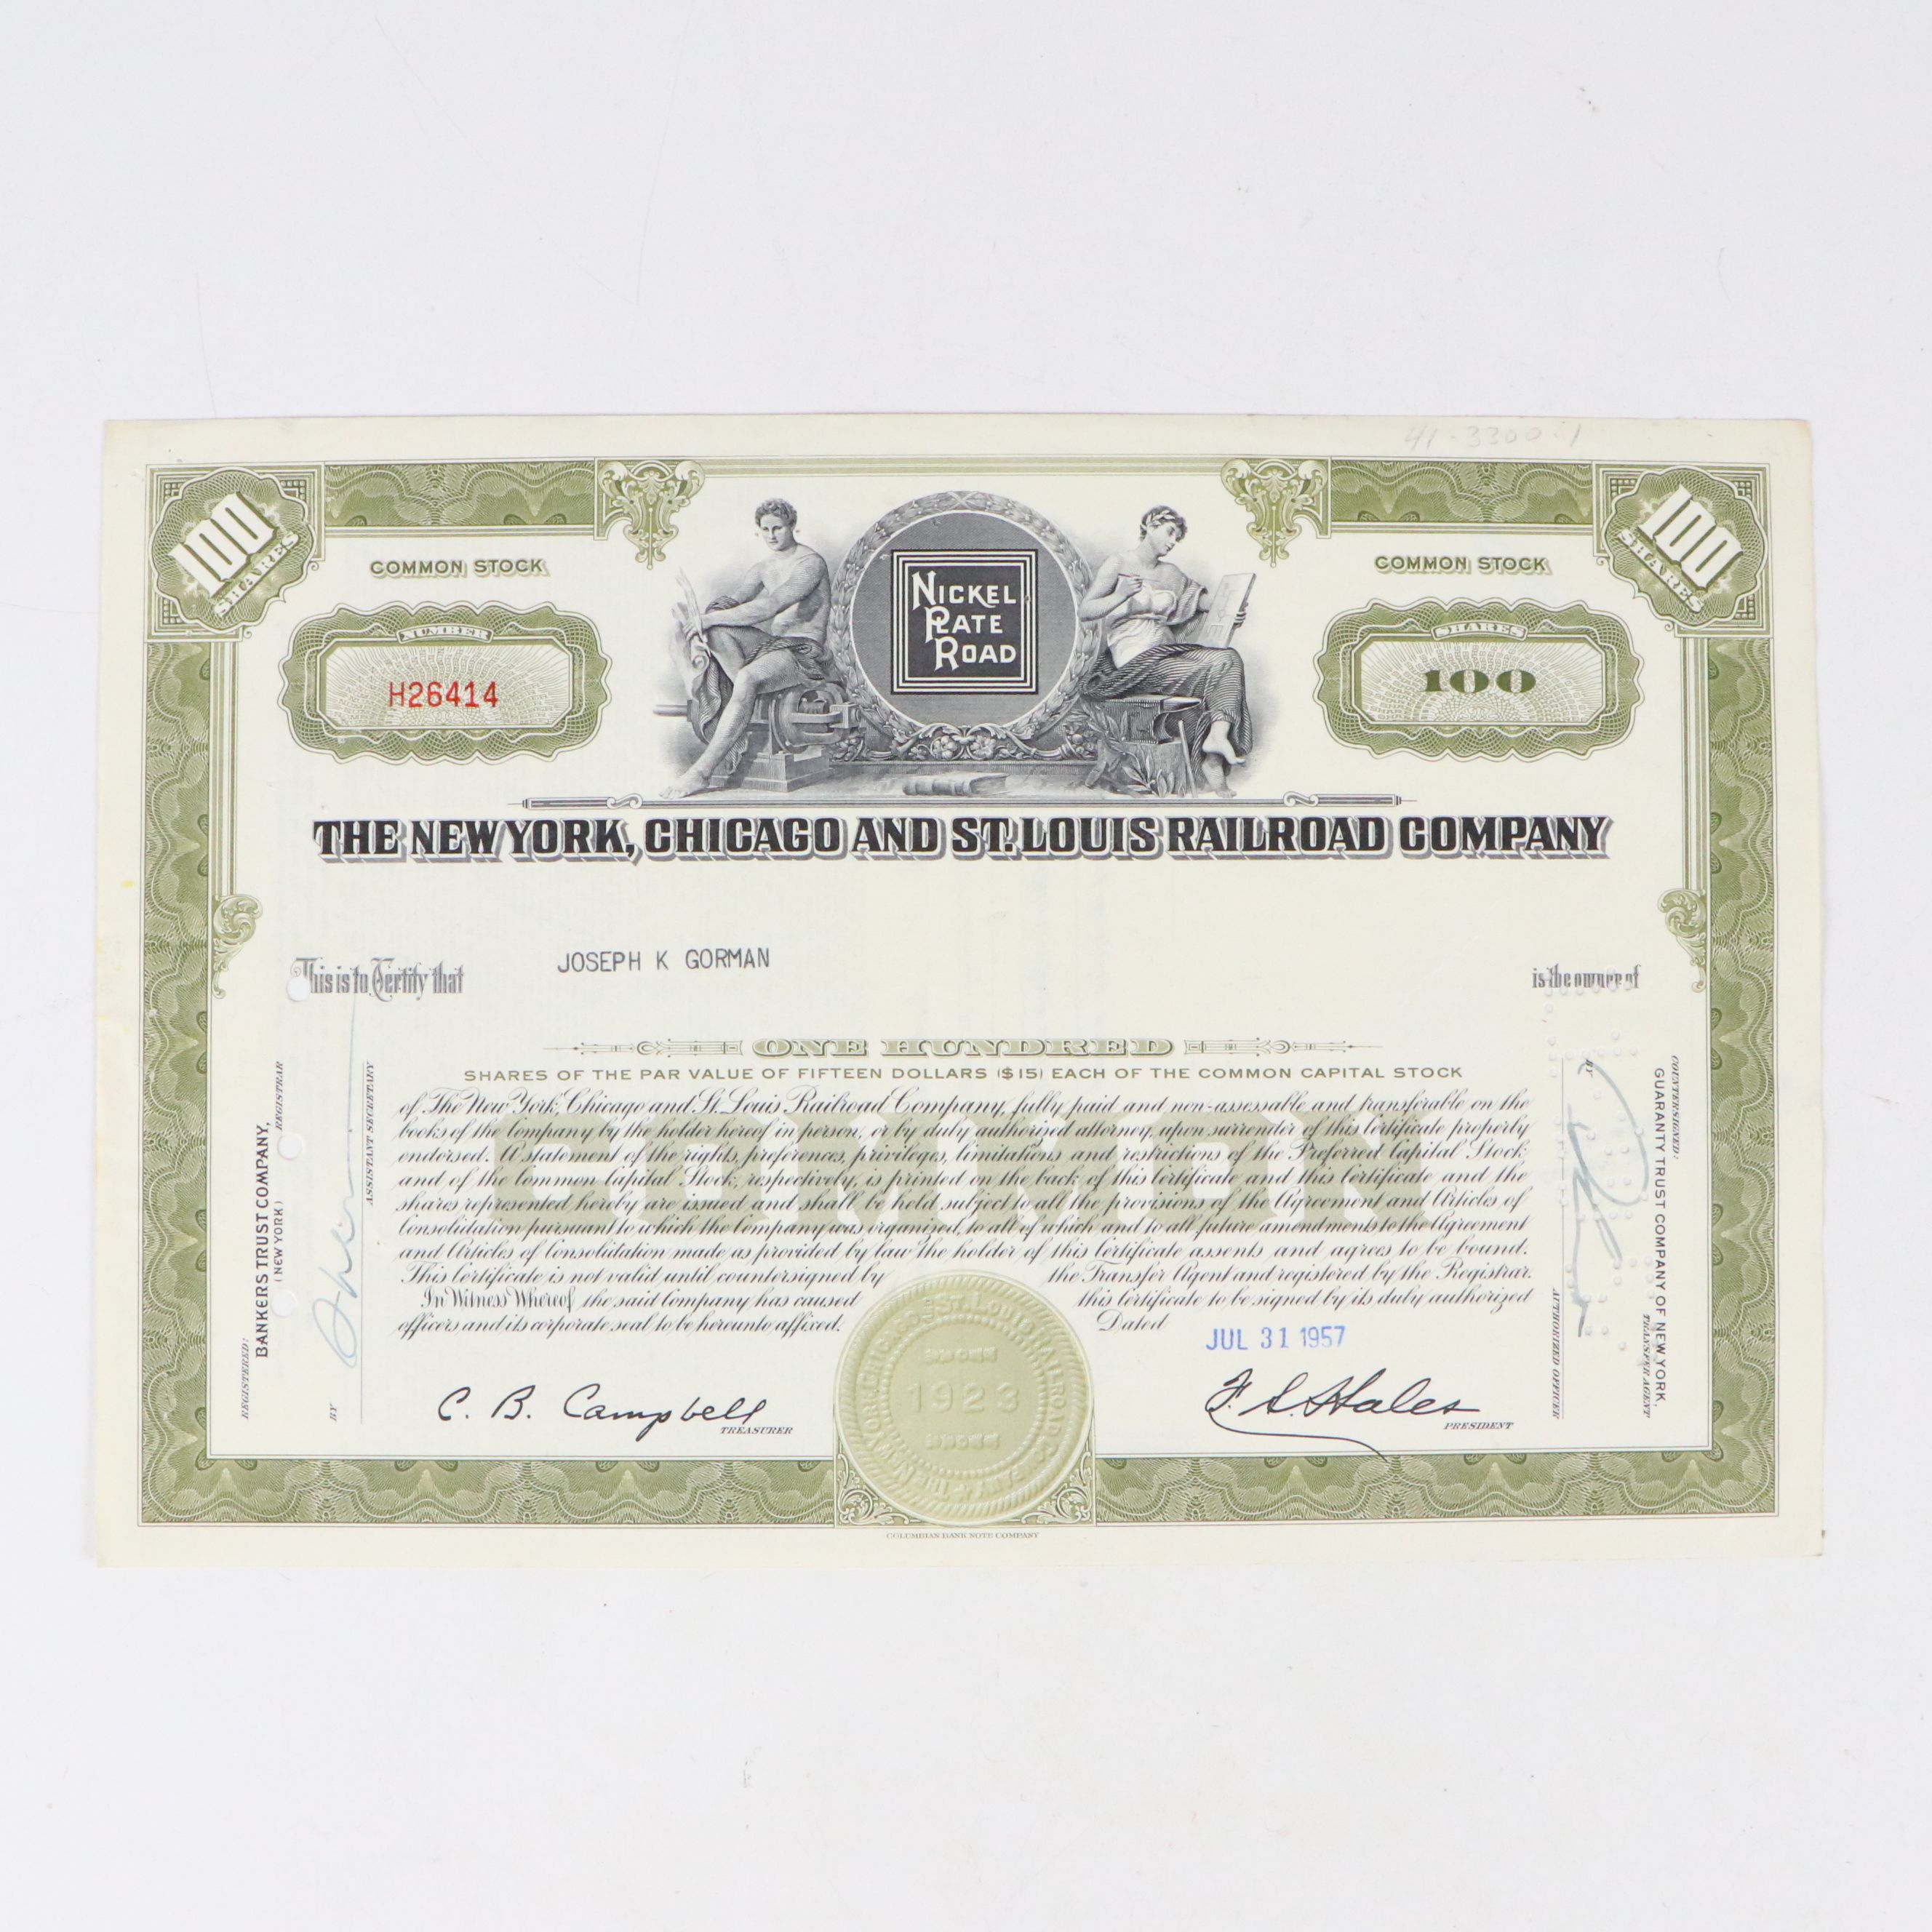 41-3300-1
100
SHARES
100
SHARES
COMMON STOCK
COMMON STOCK
NUMBER
H26414
NICKEL
PLATE
ROAD
SHARES
100
THE NEW YORK, CHICAGO AND ST. LOUIS RAILROAD COMPANY
This is to Certify that JOSEPH K GORMAN is the owner of
ONE HUNDRED
SHARES OF THE PAR VALUE OF FIFTEEN DOLLARS ($15) EACH OF THE COMMON CAPITAL STOCK
of The New York, Chicago and St. Louis Railroad Company, fully paid and non-assessable and transferable on the
books of the Company by the holder hereof in person, or by duly authorized attorney, upon surrender of this Certificate properly
endorsed. A statement of the rights, preferences, privileges, limitations and restrictions of the Preferred Capital Stock
and of the Common Capital Stock, respectively, is printed on the back of this Certificate and this Certificate and the
shares represented hereby are issued and shall be held subject to all the provisions of the Agreement and Articles of
Consolidation pursuant to which the Company was organized, to all of which and to all future amendments to the Agreement
and Articles of Consolidation made as provided by law the holder of this Certificate assents and agrees to be bound.
This Certificate is not valid until countersigned by the Transfer Agent and registered by the Registrar.
In Witness Whereof the said Company has caused this Certificate to be signed by its duly authorized
officers and its corporate seal to be hereunto affixed. Dated JUL 31 1957
C. B. Campbell
TREASURER
1923
PRESIDENT
COLUMBIAN BANK NOTE COMPANY
REGISTERED:
BANKERS TRUST COMPANY,
(NEW YORK)
REGISTRAR
BY
ASSISTANT SECRETARY
COUNTERSIGNED:
GUARANTY TRUST COMPANY OF NEW YORK,
TRANSFER AGENT
BY
AUTHORIZED OFFICER